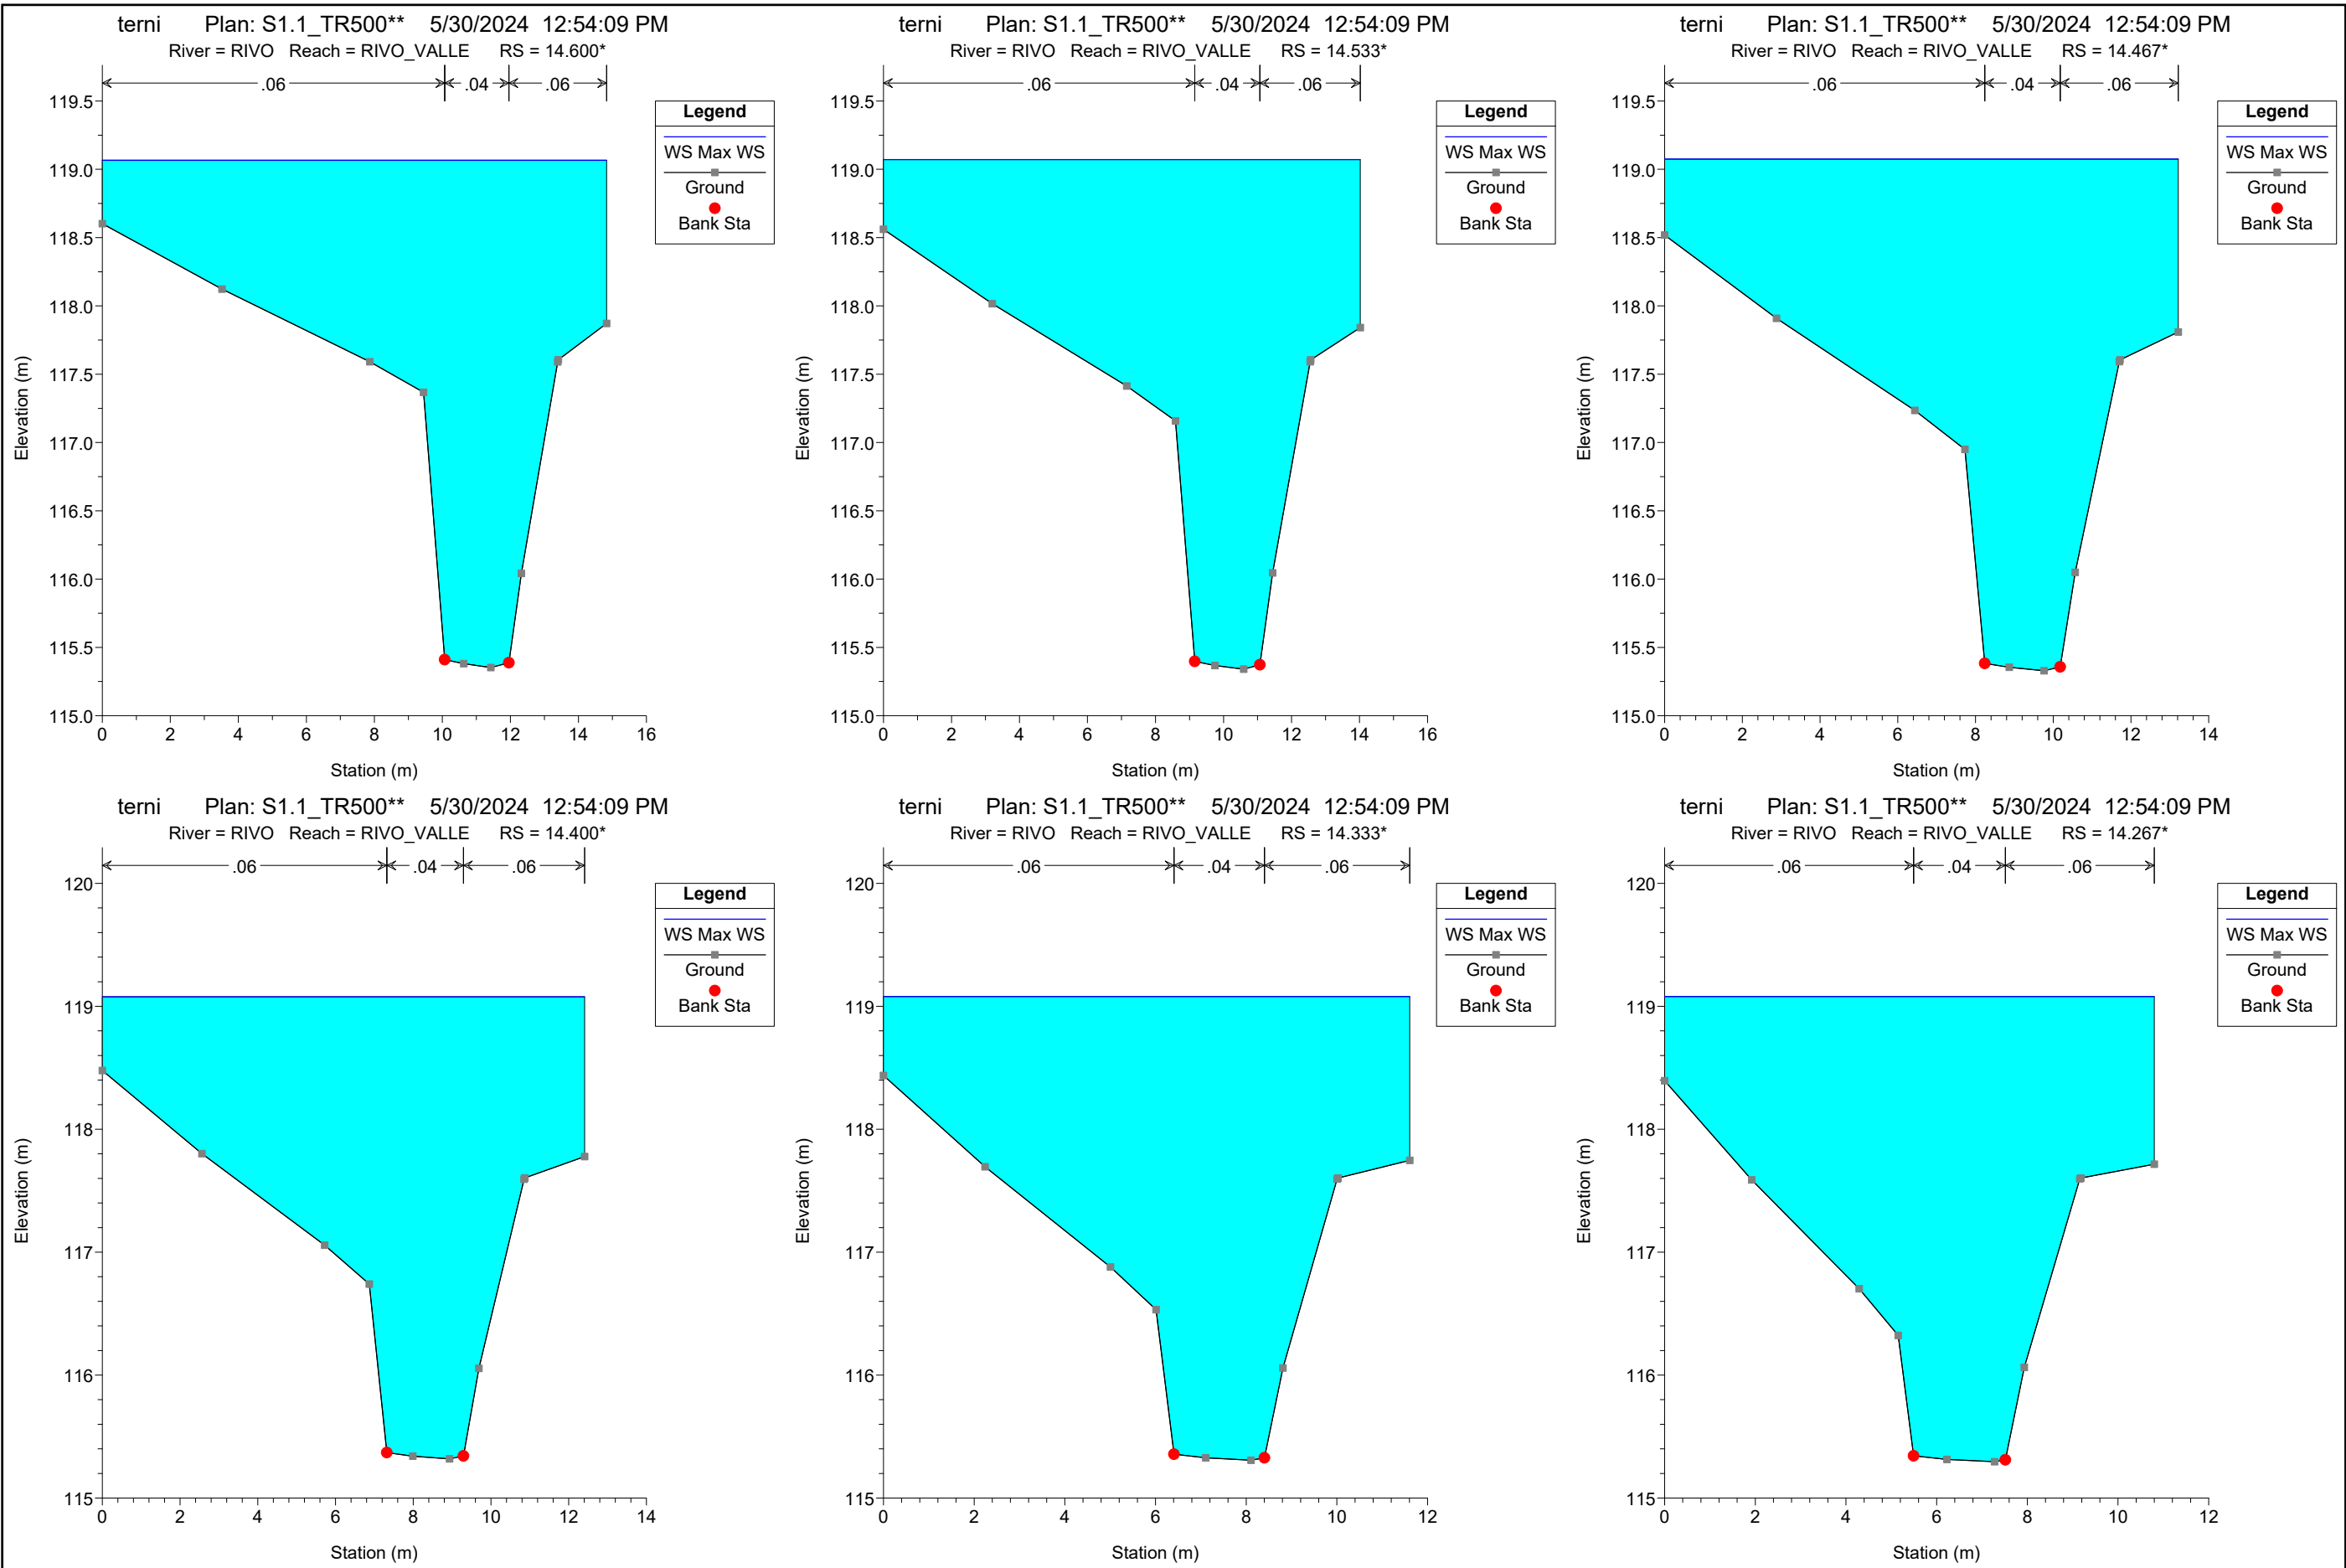 terni Plan: S1.1_TR500** 5/30/2024 12:54:09 PM
River = RIVO Reach = RIVO_VALLE RS = 14.600*
.06 .04 .06
Legend
WS Max WS
Ground
Bank Sta
119.5
119.0
118.5
118.0
117.5
117.0
116.5
116.0
115.5
115.0
Elevation (m)
0 2 4 6 8 10 12 14 16
Station (m)
terni Plan: S1.1_TR500** 5/30/2024 12:54:09 PM
River = RIVO Reach = RIVO_VALLE RS = 14.533*
.06 .04 .06
Legend
WS Max WS
Ground
Bank Sta
119.5
119.0
118.5
118.0
117.5
117.0
116.5
116.0
115.5
115.0
Elevation (m)
0 2 4 6 8 10 12 14 16
Station (m)
terni Plan: S1.1_TR500** 5/30/2024 12:54:09 PM
River = RIVO Reach = RIVO_VALLE RS = 14.467*
.06 .04 .06
Legend
WS Max WS
Ground
Bank Sta
119.5
119.0
118.5
118.0
117.5
117.0
116.5
116.0
115.5
115.0
Elevation (m)
0 2 4 6 8 10 12 14
Station (m)
terni Plan: S1.1_TR500** 5/30/2024 12:54:09 PM
River = RIVO Reach = RIVO_VALLE RS = 14.400*
.06 .04 .06
Legend
WS Max WS
Ground
Bank Sta
120
119
118
117
116
115
Elevation (m)
0 2 4 6 8 10 12 14
Station (m)
terni Plan: S1.1_TR500** 5/30/2024 12:54:09 PM
River = RIVO Reach = RIVO_VALLE RS = 14.333*
.06 .04 .06
Legend
WS Max WS
Ground
Bank Sta
120
119
118
117
116
115
Elevation (m)
0 2 4 6 8 10 12
Station (m)
terni Plan: S1.1_TR500** 5/30/2024 12:54:09 PM
River = RIVO Reach = RIVO_VALLE RS = 14.267*
.06 .04 .06
Legend
WS Max WS
Ground
Bank Sta
120
119
118
117
116
115
Elevation (m)
0 2 4 6 8 10 12
Station (m)